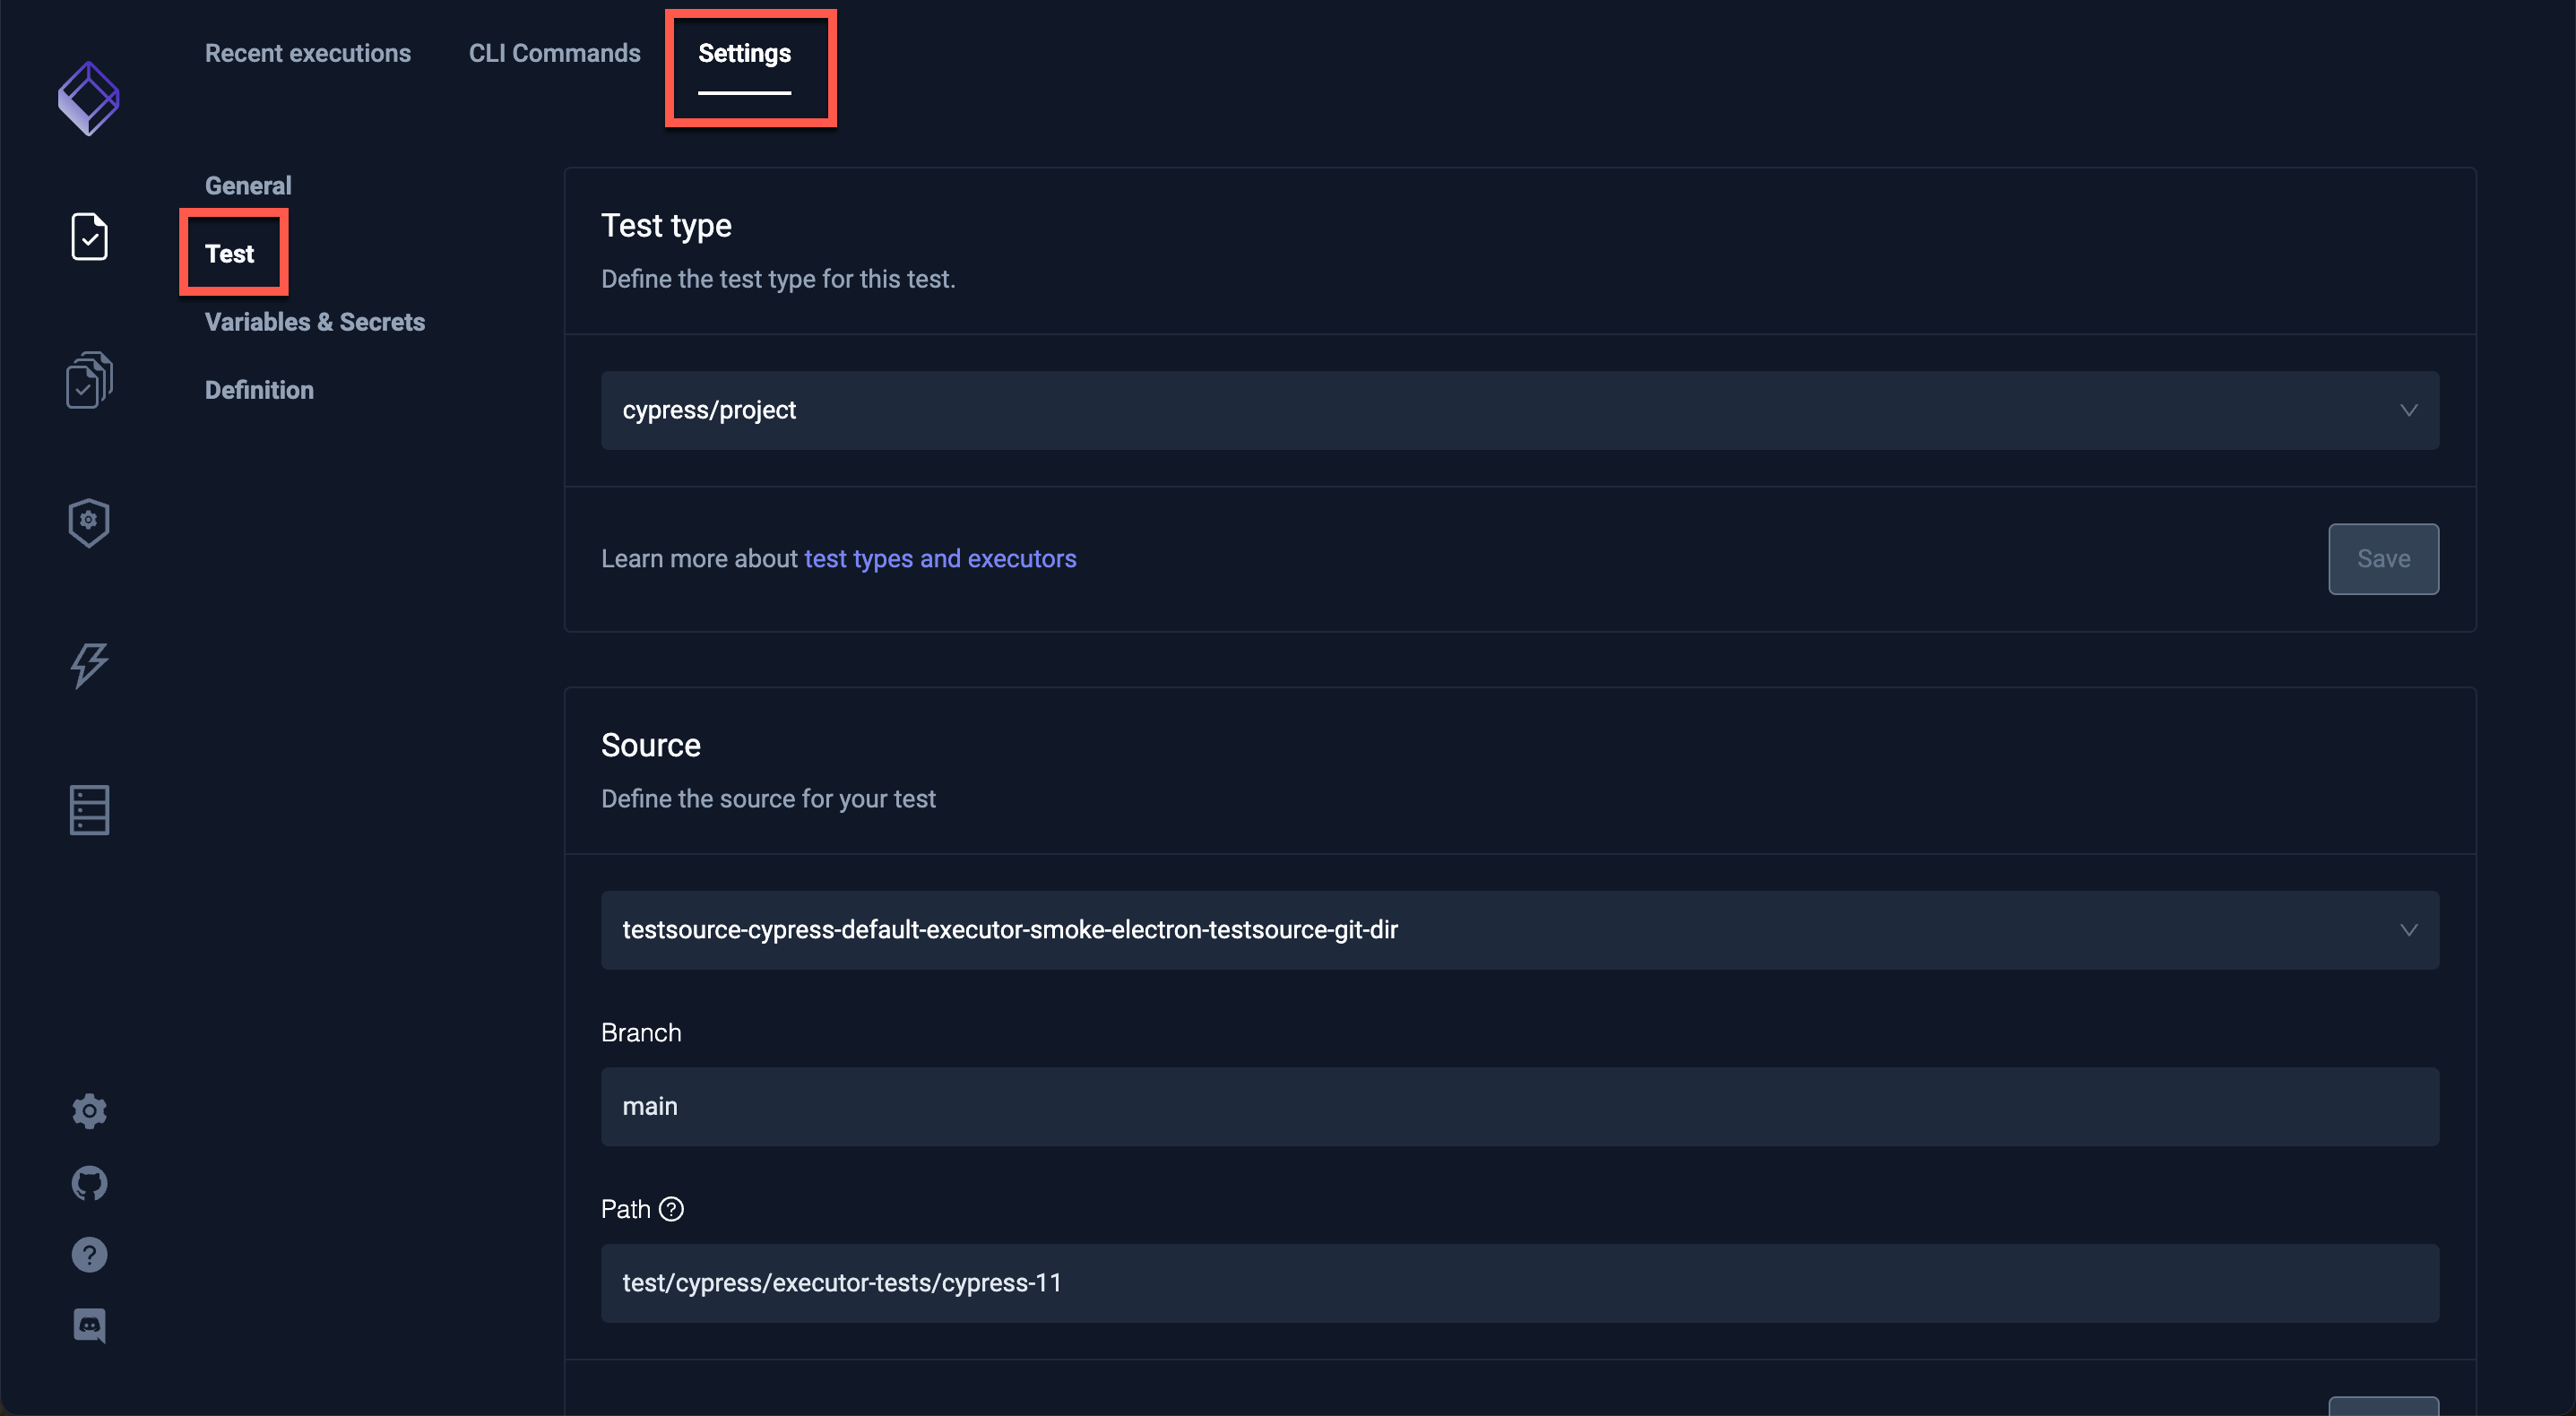 Recent executions
CLI Commands
Settings
General
Test
Variables & Secrets
Definition
Test type
Define the test type for this test.
cypress/project
Learn more about test types and executors
Save
Source
Define the source for your test
testsource-cypress-default-executor-smoke-electron-testsource-git-dir
Branch
main
Path
test/cypress/executor-tests/cypress-11